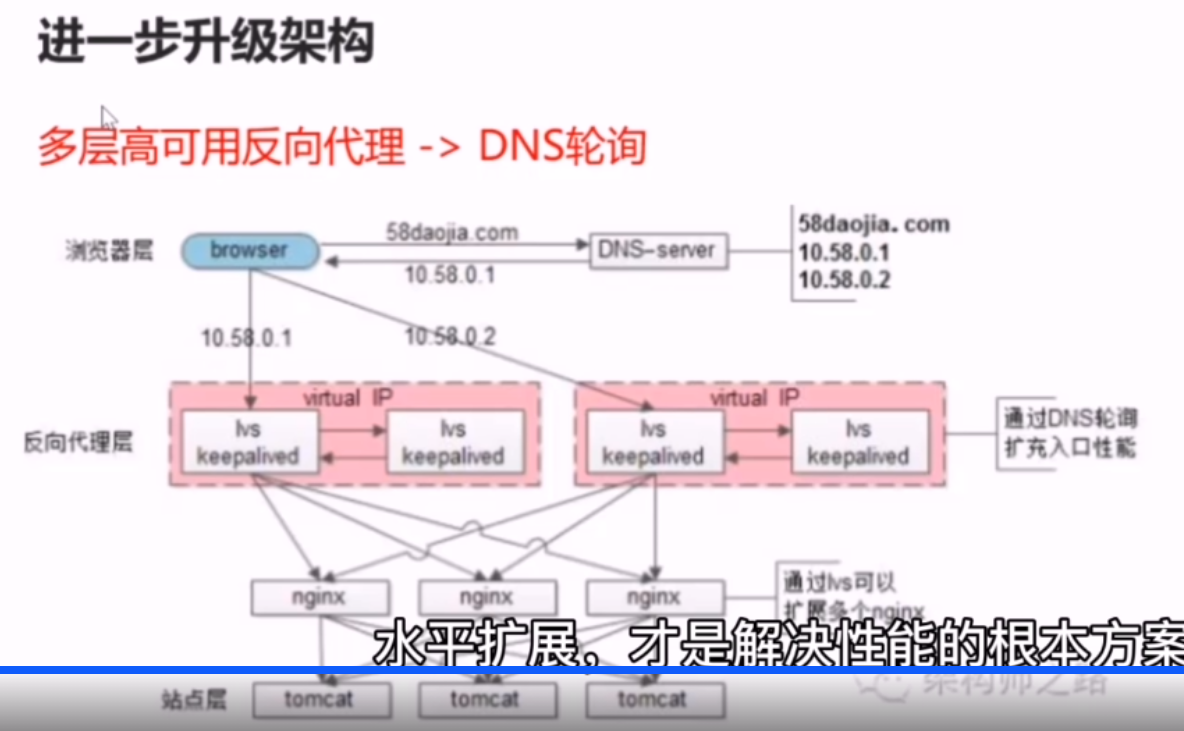 进一步升级架构
多层高可用反向代理 -> DNS轮询
浏览器层
browser
58daojia.com
10.58.0.1
DNS-server
58daojia.com
10.58.0.1
10.58.0.2
10.58.0.1
10.58.0.2
反向代理层
virtual IP
lvs
keepalived
lvs
keepalived
virtual IP
lvs
keepalived
lvs
keepalived
通过DNS轮询
扩充入口性能
nginx
nginx
nginx
通过lvs可以
扩展多个nginx
水平扩展，才是解决性能的根本方案
站点层
tomcat
tomcat
tomcat
架构师之路